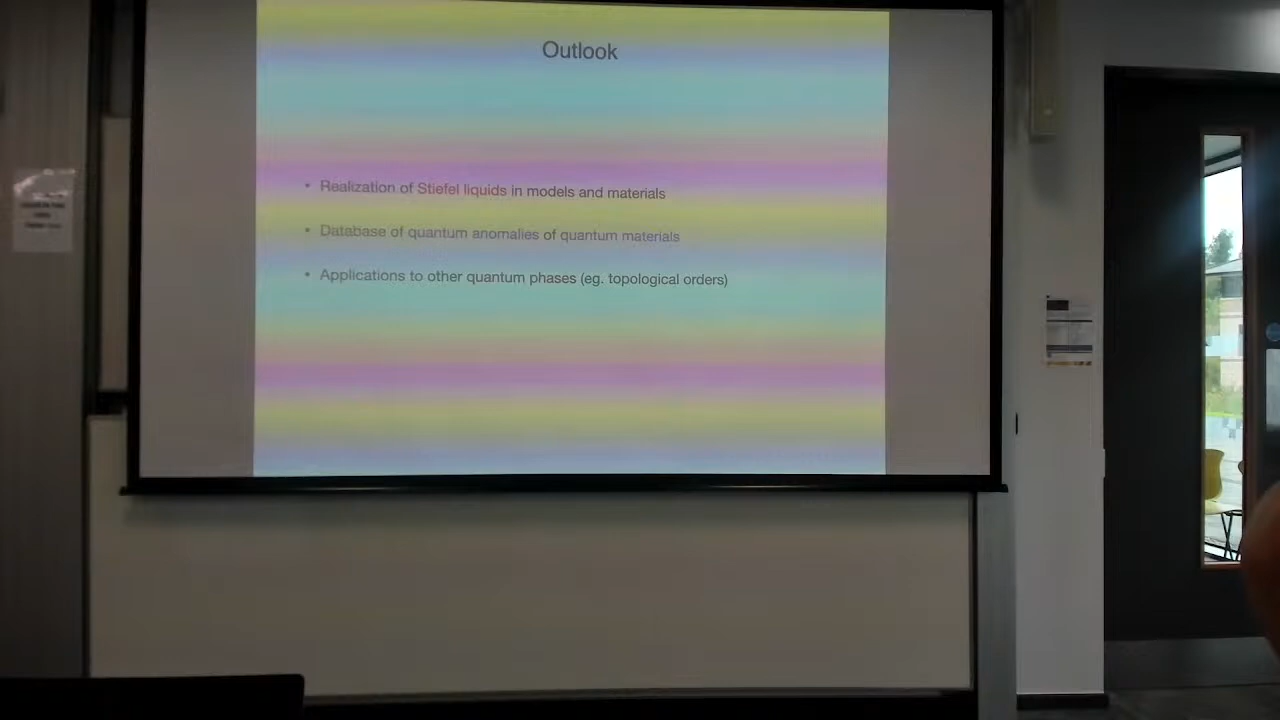 Outlook
• Realization of Stiefel liquids in models and materials
• Database of quantum anomalies of quantum materials
• Applications to other quantum phases (eg. topological orders)